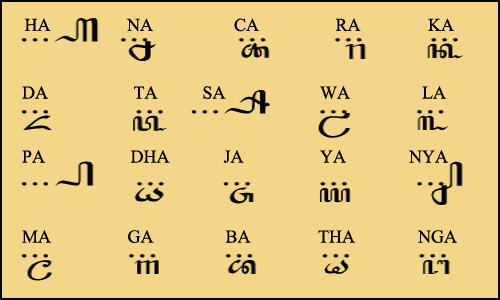 HA NA CA RA KA
...꧀ꦲ ...꧀ꦤ ...꧀ꦕ ...꧀ꦫ ...꧀ꦏ
DA TA SA WA LA
...꧀ꦢ ...꧀ꦠ ...꧀ꦱ ...꧀ꦮ ...꧀ꦭ
PA DHA JA YA NYA
...꧀ꦥ ...꧀ꦝ ...꧀ꦗ ...꧀ꦪ ...꧀ꦚ
MA GA BA THA NGA
...꧀ꦩ ...꧀ꦒ ...꧀ꦧ ...꧀ꦛ ...꧀ꦔ